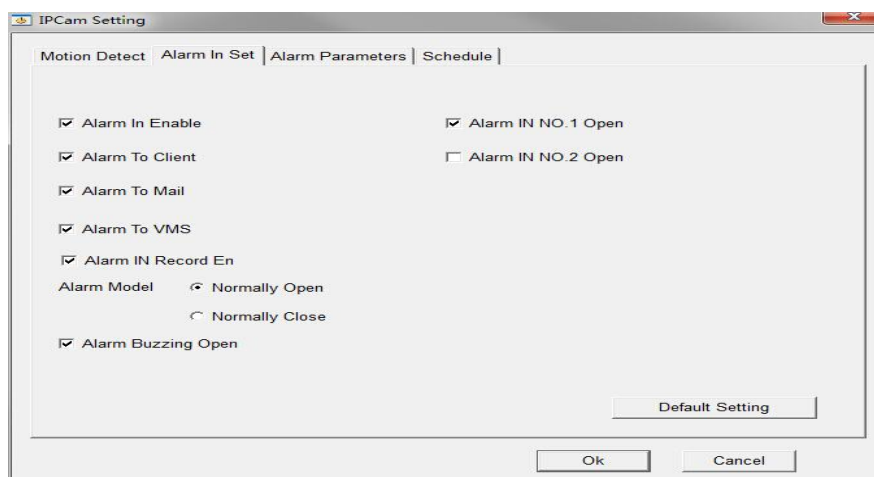 IPCam Setting
Motion Detect Alarm In Set Alarm Parameters Schedule
Alarm In Enable Alarm IN NO.1 Open
Alarm To Client Alarm IN NO.2 Open
Alarm To Mail
Alarm To VMS
Alarm IN Record En
Alarm Model Normally Open
Normally Close
Alarm Buzzing Open
Default Setting
Ok Cancel